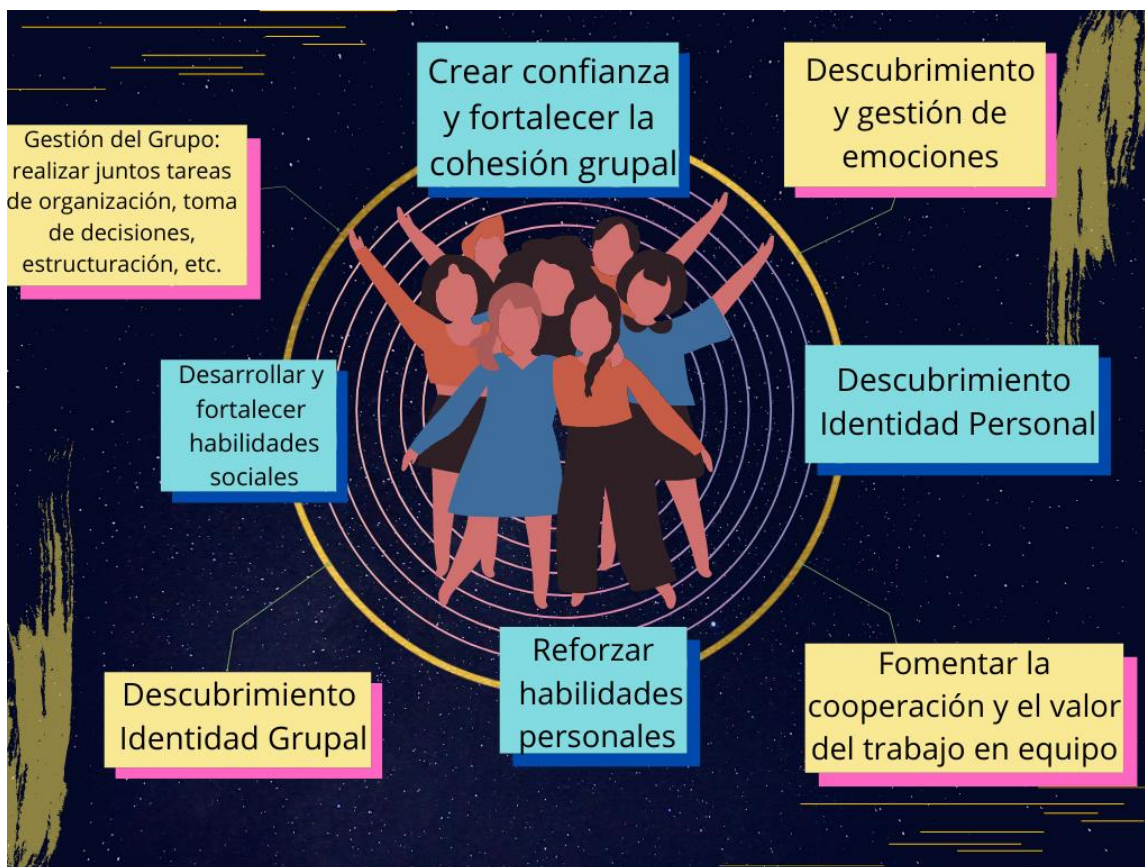 Crear confianza
y fortalecer la
cohesión grupal
Descubrimiento
y gestión de
emociones
Gestión del Grupo:
realizar juntos tareas
de organización, toma
de decisiones,
estructuración, etc.
Desarrollar y
fortalecer
habilidades
sociales
Descubrimiento
Identidad Personal
Descubrimiento
Identidad Grupal
Reforzar
habilidades
personales
Fomentar la
cooperación y el valor
del trabajo en equipo